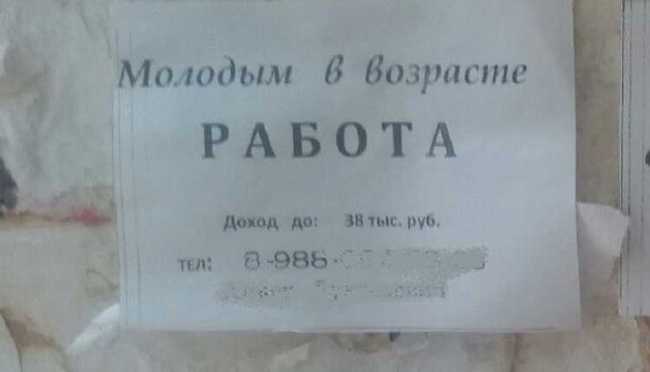 Молодым в возрасте
РАБОТА
Доход до: 38 тыс. руб.
тел: 8-988-